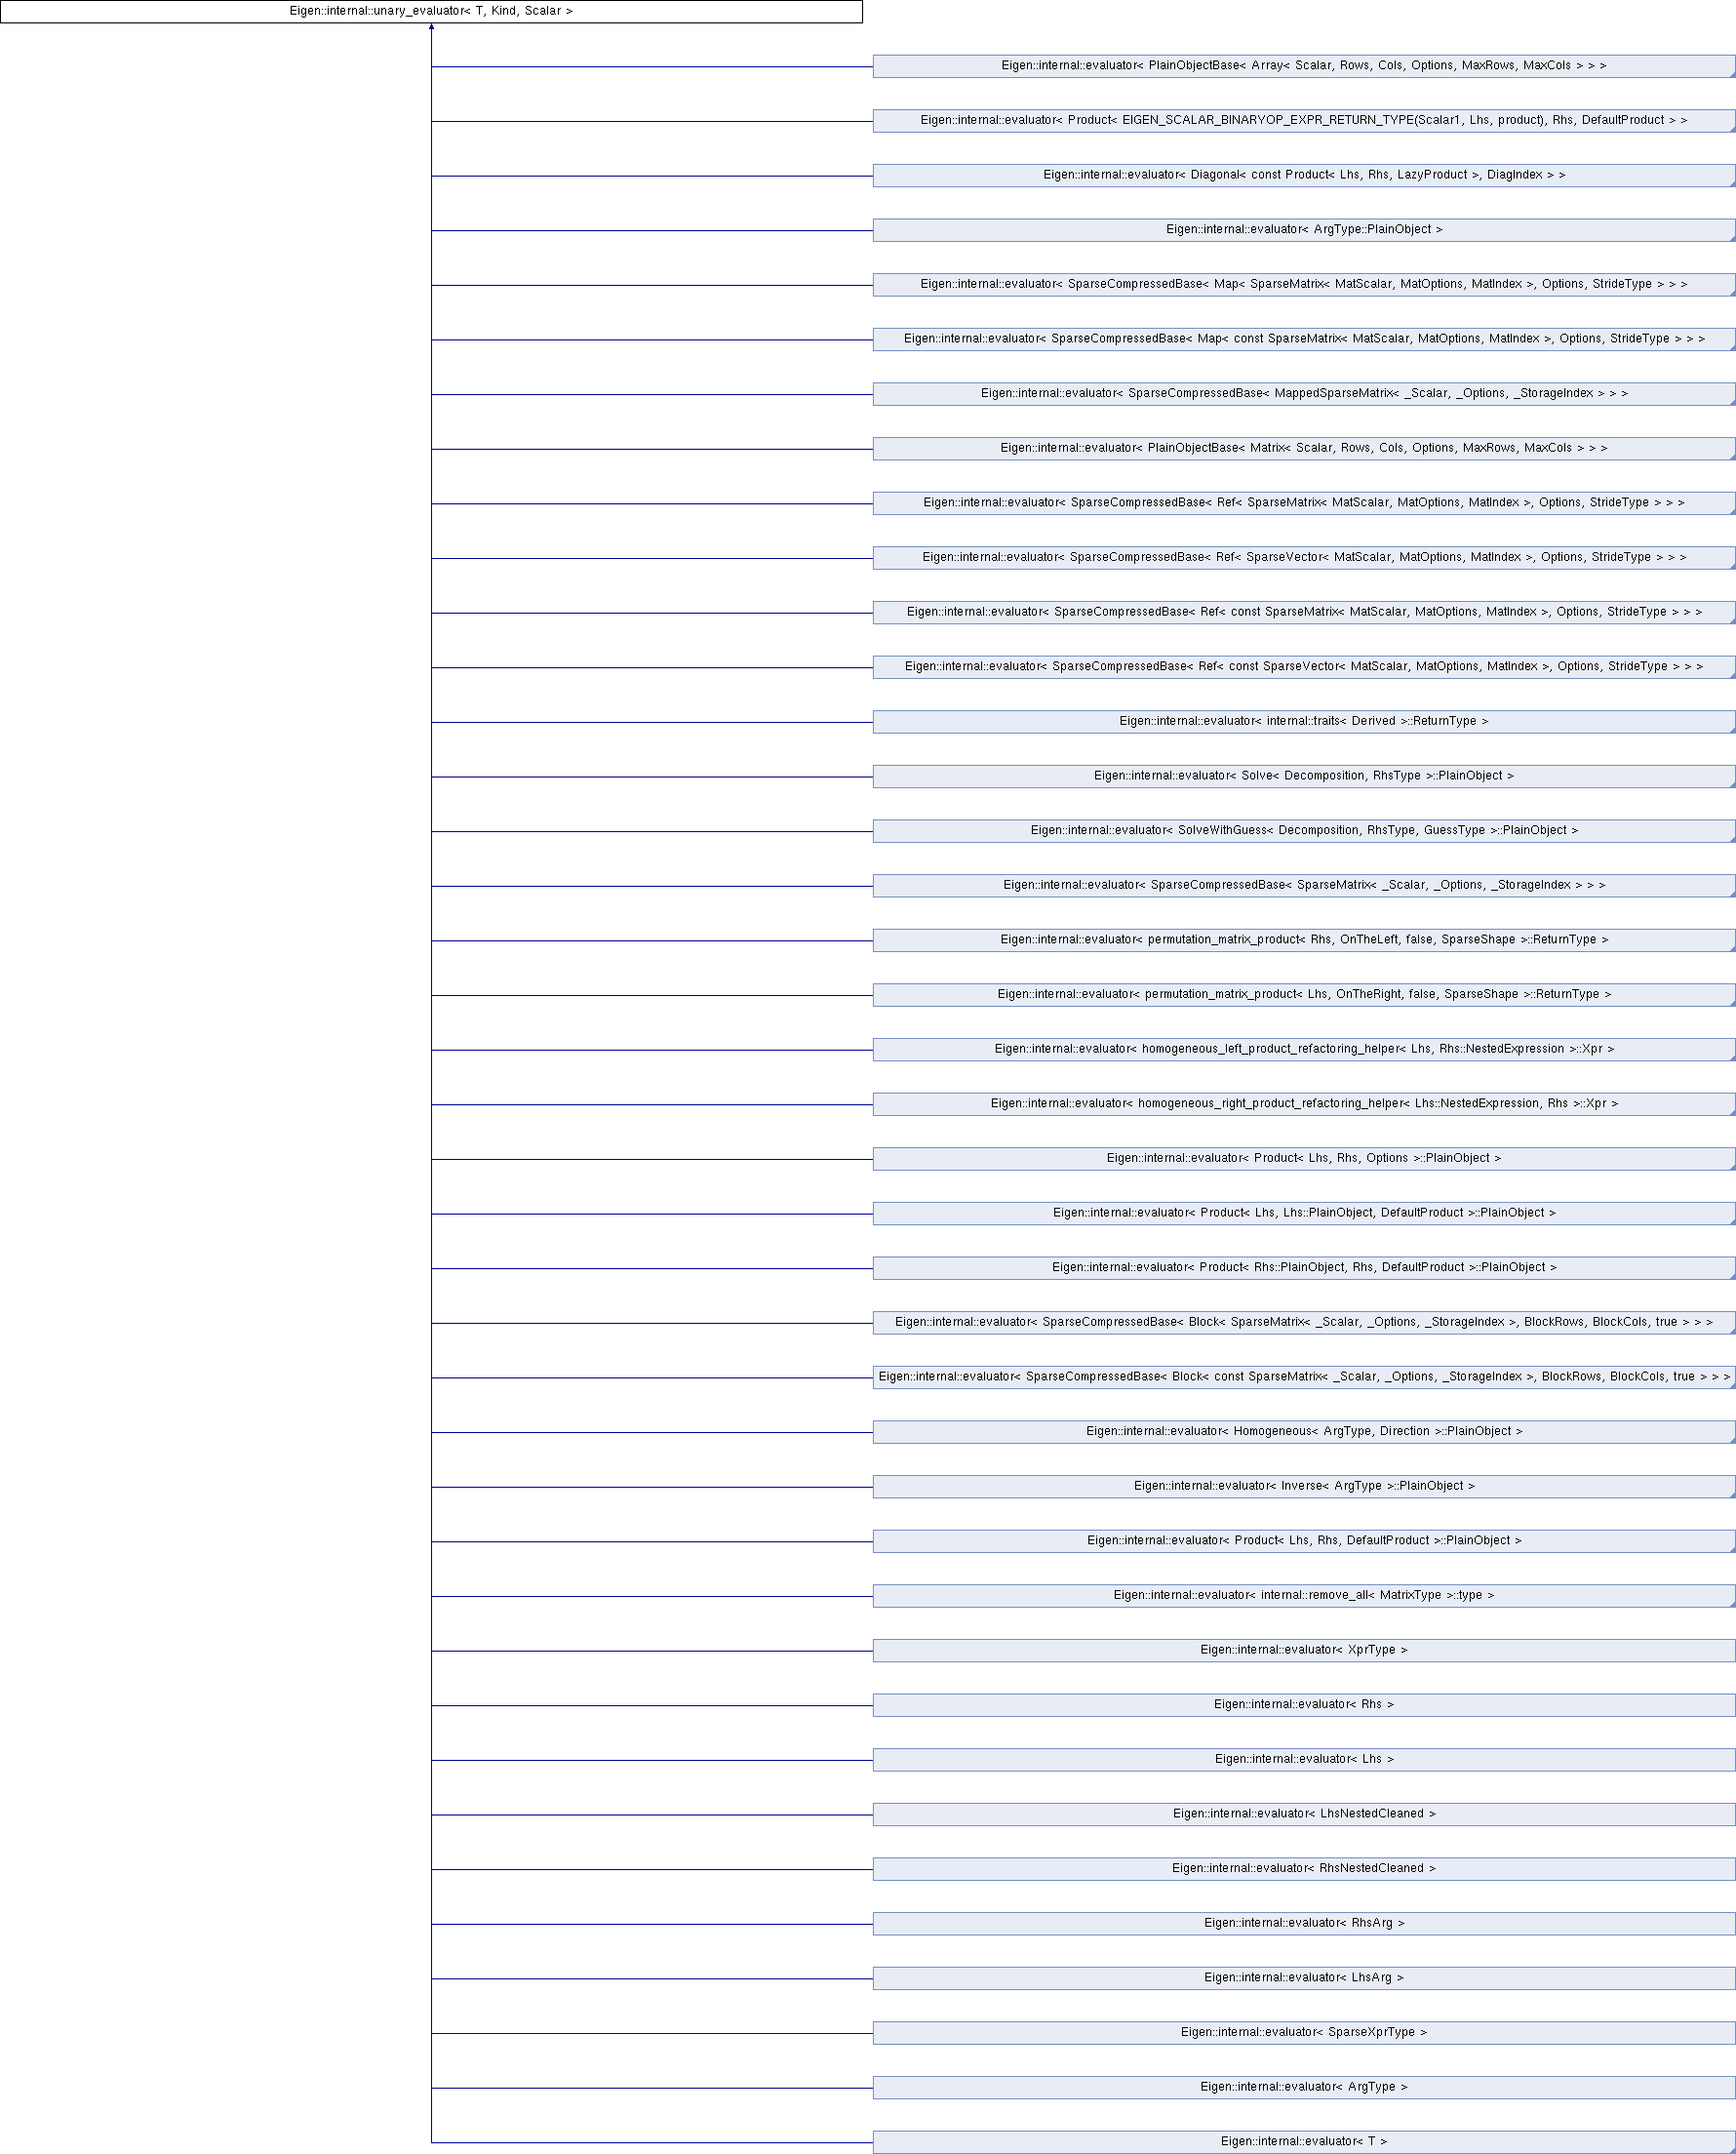 Eigen::internal::unary_evaluator< T, Kind, Scalar >
Eigen::internal::evaluator< PlainObjectBase< Array< Scalar, Rows, Cols, Options, MaxRows, MaxCols > > >
Eigen::internal::evaluator< Product< EIGEN_SCALAR_BINARYOP_EXPR_RETURN_TYPE(Scalar1, Lhs, product), Rhs, DefaultProduct > >
Eigen::internal::evaluator< Diagonal< const Product< Lhs, Rhs, LazyProduct >, DiagIndex > >
Eigen::internal::evaluator< ArgType::PlainObject >
Eigen::internal::evaluator< SparseCompressedBase< Map< SparseMatrix< MatScalar, MatOptions, MatIndex >, Options, StrideType > > >
Eigen::internal::evaluator< SparseCompressedBase< Map< const SparseMatrix< MatScalar, MatOptions, MatIndex >, Options, StrideType > > >
Eigen::internal::evaluator< SparseCompressedBase< MappedSparseMatrix< _Scalar, _Options, _StorageIndex > > >
Eigen::internal::evaluator< PlainObjectBase< Matrix< Scalar, Rows, Cols, Options, MaxRows, MaxCols > > >
Eigen::internal::evaluator< SparseCompressedBase< Ref< SparseMatrix< MatScalar, MatOptions, MatIndex >, Options, StrideType > > >
Eigen::internal::evaluator< SparseCompressedBase< Ref< SparseVector< MatScalar, MatOptions, MatIndex >, Options, StrideType > > >
Eigen::internal::evaluator< SparseCompressedBase< Ref< const SparseMatrix< MatScalar, MatOptions, MatIndex >, Options, StrideType > > >
Eigen::internal::evaluator< SparseCompressedBase< Ref< const SparseVector< MatScalar, MatOptions, MatIndex >, Options, StrideType > > >
Eigen::internal::evaluator< internal::traits< Derived >::ReturnType >
Eigen::internal::evaluator< Solve< Decomposition, RhsType >::PlainObject >
Eigen::internal::evaluator< SolveWithGuess< Decomposition, RhsType, GuessType >::PlainObject >
Eigen::internal::evaluator< SparseCompressedBase< SparseMatrix< _Scalar, _Options, _StorageIndex > > >
Eigen::internal::evaluator< permutation_matrix_product< Rhs, OnTheLeft, false, SparseShape >::ReturnType >
Eigen::internal::evaluator< permutation_matrix_product< Lhs, OnTheRight, false, SparseShape >::ReturnType >
Eigen::internal::evaluator< homogeneous_left_product_refactoring_helper< Lhs, Rhs::NestedExpression >::Xpr >
Eigen::internal::evaluator< homogeneous_right_product_refactoring_helper< Lhs::NestedExpression, Rhs >::Xpr >
Eigen::internal::evaluator< Product< Lhs, Rhs, Options >::PlainObject >
Eigen::internal::evaluator< Product< Lhs, Lhs::PlainObject, DefaultProduct >::PlainObject >
Eigen::internal::evaluator< Product< Rhs::PlainObject, Rhs, DefaultProduct >::PlainObject >
Eigen::internal::evaluator< SparseCompressedBase< Block< SparseMatrix< _Scalar, _Options, _StorageIndex >, BlockRows, BlockCols, true > > >
Eigen::internal::evaluator< SparseCompressedBase< Block< const SparseMatrix< _Scalar, _Options, _StorageIndex >, BlockRows, BlockCols, true > > >
Eigen::internal::evaluator< Homogeneous< ArgType, Direction >::PlainObject >
Eigen::internal::evaluator< Inverse< ArgType >::PlainObject >
Eigen::internal::evaluator< Product< Lhs, Rhs, DefaultProduct >::PlainObject >
Eigen::internal::evaluator< internal::remove_all< MatrixType >::type >
Eigen::internal::evaluator< XprType >
Eigen::internal::evaluator< Rhs >
Eigen::internal::evaluator< Lhs >
Eigen::internal::evaluator< LhsNestedCleaned >
Eigen::internal::evaluator< RhsNestedCleaned >
Eigen::internal::evaluator< RhsArg >
Eigen::internal::evaluator< LhsArg >
Eigen::internal::evaluator< SparseXprType >
Eigen::internal::evaluator< ArgType >
Eigen::internal::evaluator< T >